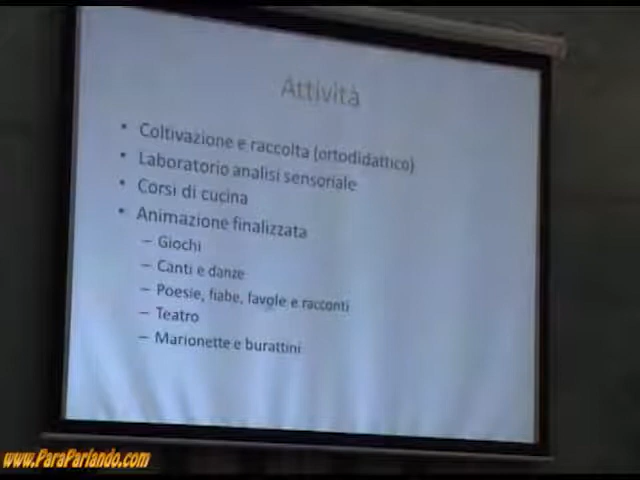 Attività
• Coltivazione e raccolta (ortodidattico)
• Laboratorio analisi sensoriale
• Corsi di cucina
• Animazione finalizzata
– Giochi
– Canti e danze
– Poesie, fiabe, favole e racconti
– Teatro
– Marionette e burattini
www.ParaParlando.com